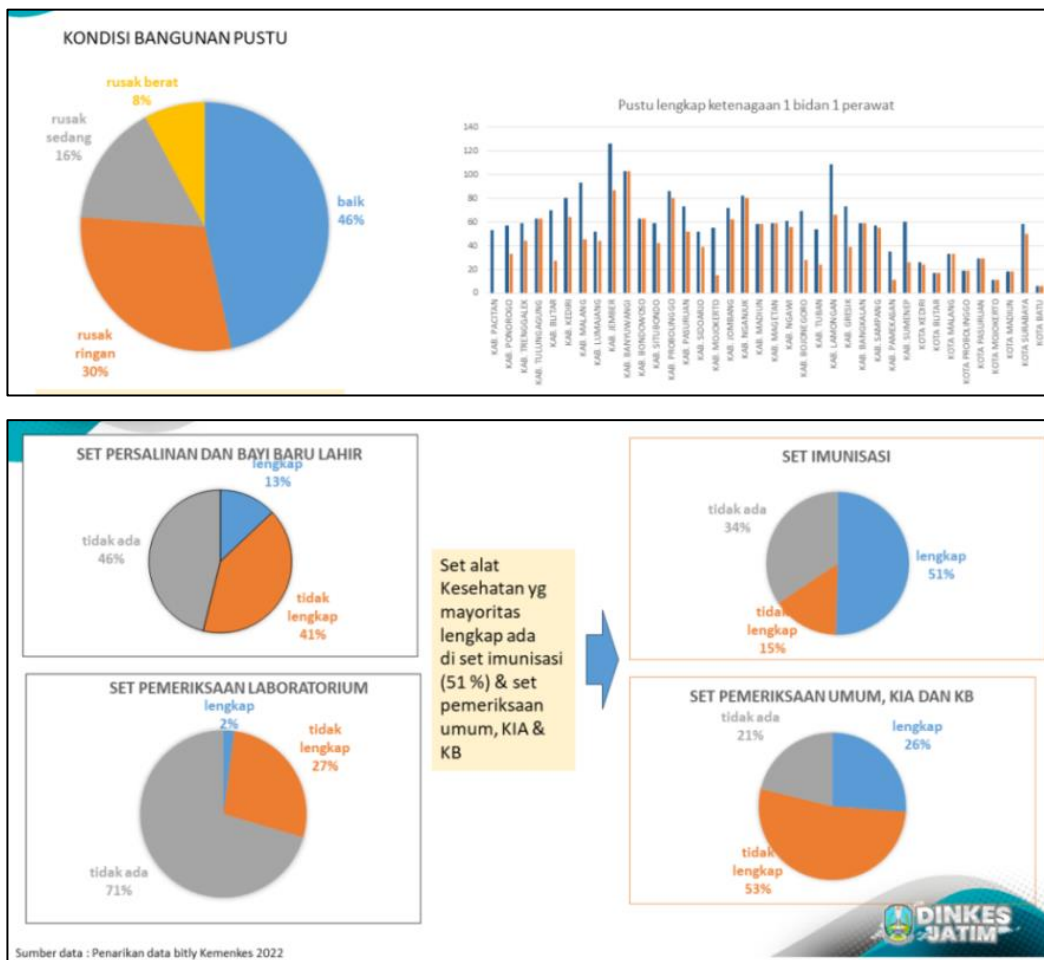 KONDISI BANGUNAN PUSTU
rusak berat
8%
rusak
sedang
16%
baik
46%
rusak
ringan
30%
Pustu lengkap ketenagaan 1 bidan 1 perawat
140
120
100
80
60
40
20
0
KAB. PACITAN
KAB. PONOROGO
KAB. TRENGGALEK
KAB. TULUNGAGUNG
KAB. BLITAR
KAB. KEDIRI
KAB. MALANG
KAB. LUMAJANG
KAB. JEMBER
KAB. BANYUWANGI
KAB. BONDOWOSO
KAB. SITUBONDO
KAB. PROBOLINGGO
KAB. PASURUAN
KAB. SIDOARJO
KAB. MOJOKERTO
KAB. JOMBANG
KAB. NGANJUK
KAB. MADIUN
KAB. MAGETAN
KAB. NGAWI
KAB. BOJONEGORO
KAB. TUBAN
KAB. LAMONGAN
KAB. GRESIK
KAB. BANGKALAN
KAB. SAMPANG
KAB. PAMEKASAN
KAB. SUMENEP
KOTA KEDIRI
KOTA BLITAR
KOTA MALANG
KOTA PROBOLINGGO
KOTA PASURUAN
KOTA MOJOKERTO
KOTA MADIUN
KOTA SURABAYA
KOTA BATU
SET PERSALINAN DAN BAYI BARU LAHIR
lengkap
13%
tidak ada
46%
tidak
lengkap
41%
SET PEMERIKSAAN LABORATORIUM
lengkap
2%
tidak
lengkap
27%
tidak ada
71%
Set alat
Kesehatan yg
mayoritas
lengkap ada
di set imunisasi
(51 %) & set
pemeriksaan
umum, KIA &
KB
SET IMUNISASI
tidak ada
34%
lengkap
51%
tidak
lengkap
15%
SET PEMERIKSAAN UMUM, KIA DAN KB
tidak ada
21%
lengkap
26%
tidak
lengkap
53%
DINKES
JATIM
Sumber data : Penarikan data bitly Kemenkes 2022